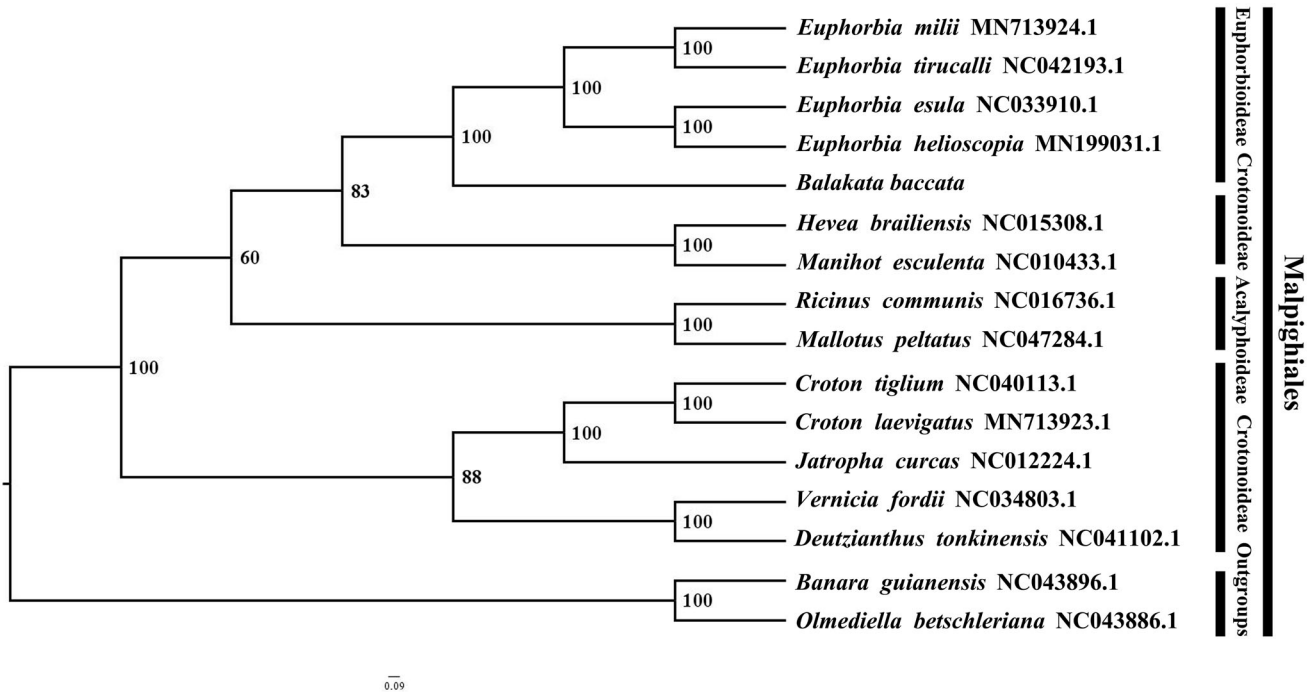 Euphorbia milii MN713924.1
100
Euphorbia tirucalli NC042193.1
100
Euphorbia esula NC033910.1
100
100
Euphorbia helioscopia MN199031.1
Balakata baccata
83
Hevea brailiensis NC015308.1
100
Manihot esculenta NC010433.1
60
Ricinus communis NC016736.1
100
Mallotus peltatus NC047284.1
100
Croton tiglium NC040113.1
100
Croton laevigatus MN713923.1
100
Jatropha curcas NC012224.1
88
Vernicia fordii NC034803.1
100
Deutzianthus tonkinensis NC041102.1
Banara guianensis NC043896.1
100
Olmediella betschleriana NC043886.1
Euphorbioideae
Crotonoideae
Acalyphoideae
Crotonoideae
Outgroups
Malpighiales
0.09